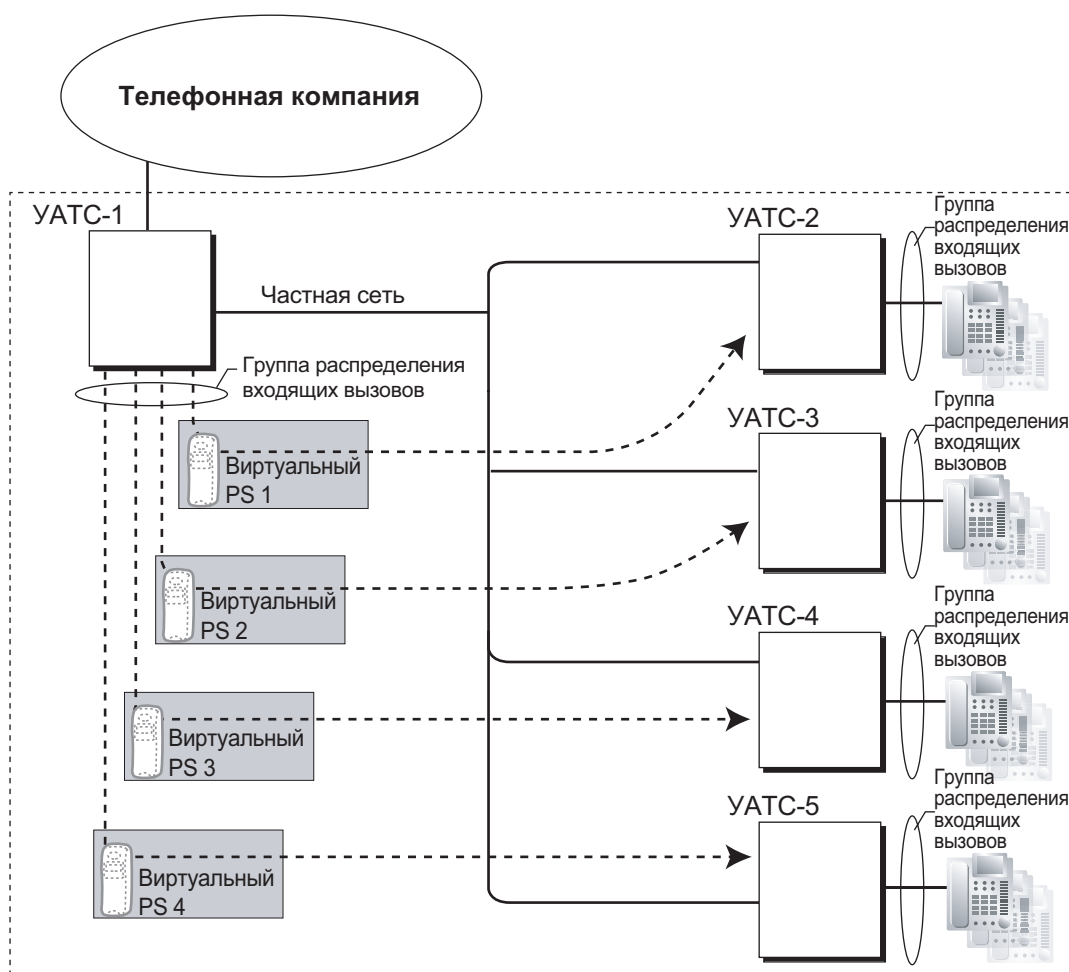 Телефонная компания
УАТС-1
Частная сеть
Группа распределения
входящих вызовов
Виртуальный
PS 1
Виртуальный
PS 2
Виртуальный
PS 3
Виртуальный
PS 4
УАТС-2
Группа
распределения
входящих
вызовов
УАТС-3
Группа
распределения
входящих
вызовов
УАТС-4
Группа
распределения
входящих
вызовов
УАТС-5
Группа
распределения
входящих
вызовов